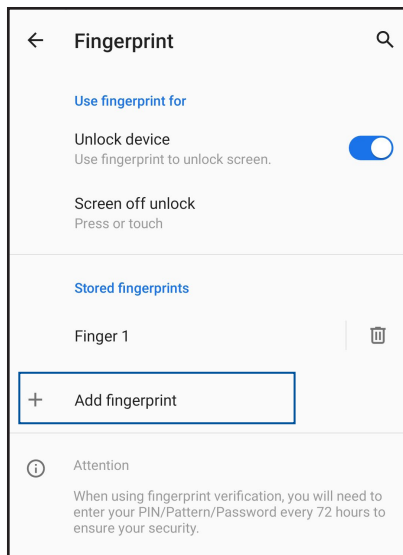 Fingerprint
Use fingerprint for
Unlock device
Use fingerprint to unlock screen.
Screen off unlock
Press or touch
Stored fingerprints
Finger 1
Add fingerprint
Attention
When using fingerprint verification, you will need to
enter your PIN/Pattern/Password every 72 hours to
ensure your security.